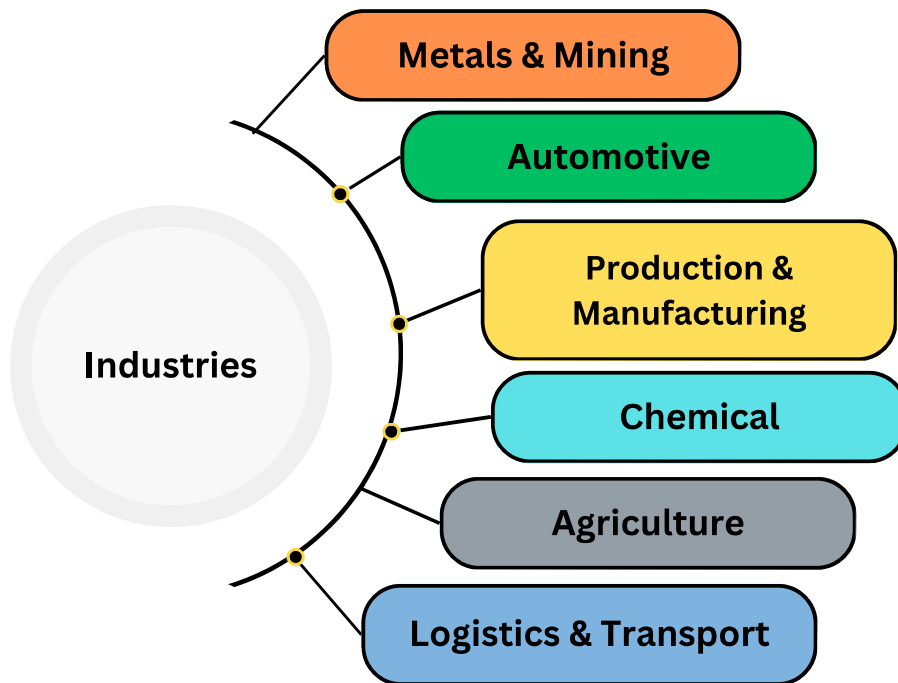 Metals & Mining
Automotive
Production &
Manufacturing
Industries
Chemical
Agriculture
Logistics & Transport